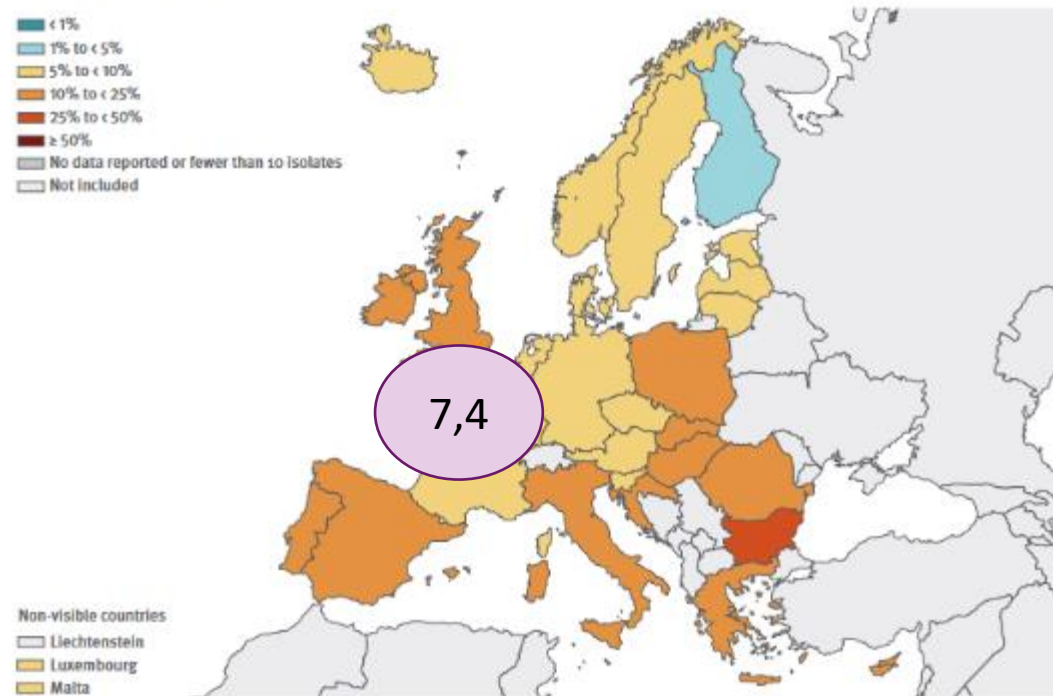 < 1%
1% to < 5%
5% to < 10%
10% to < 25%
25% to < 50%
≥ 50%
No data reported or fewer than 10 isolates
Not included
7,4
Non-visible countries
Liechtenstein
Luxembourg
Malta